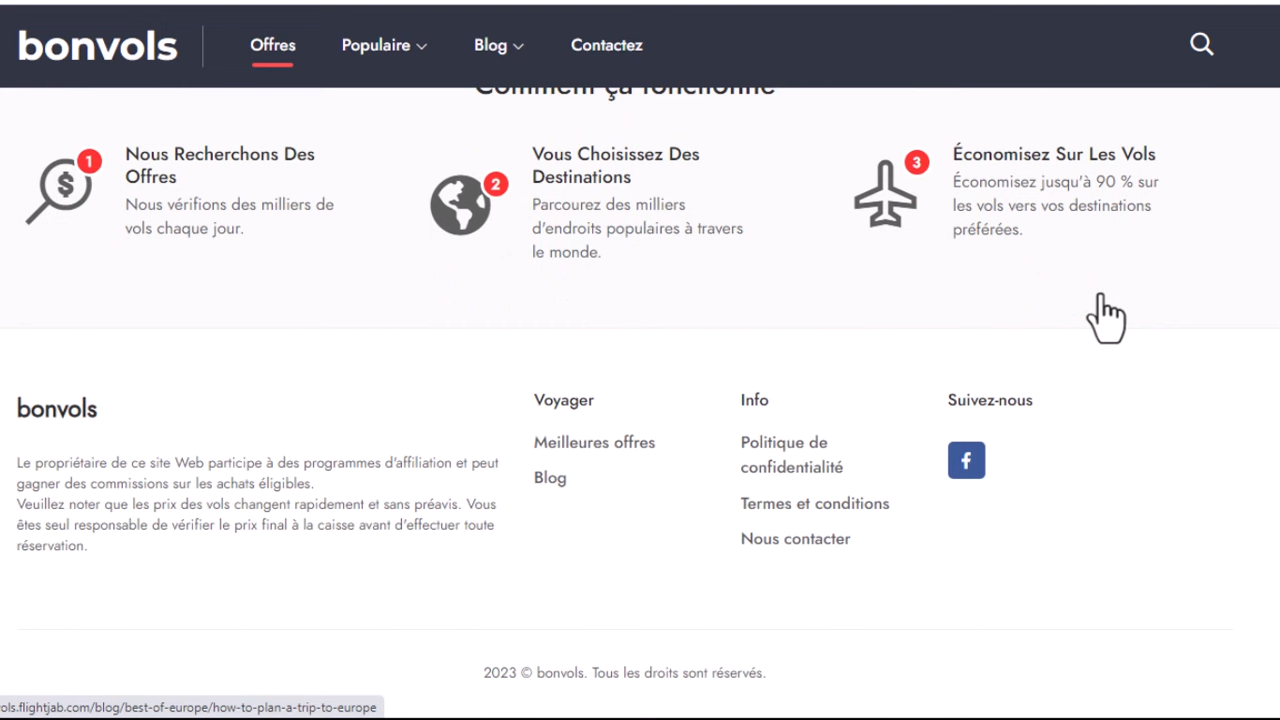 bonvols
Offres
Populaire
Blog
Contactez
Comment ça fonctionne
1
Nous Recherchons Des
Offres
Nous vérifions des milliers de
vols chaque jour.
2
Vous Choisissez Des
Destinations
Parcourez des milliers
d'endroits populaires à travers
le monde.
3
Économisez Sur Les Vols
Économisez jusqu'à 90 % sur
les vols vers vos destinations
préférées.
bonvols
Le propriétaire de ce site Web participe à des programmes d'affiliation et peut
gagner des commissions sur les achats éligibles.
Veuillez noter que les prix des vols changent rapidement et sans préavis. Vous
êtes seul responsable de vérifier le prix final à la caisse avant d'effectuer toute
réservation.
Voyager
Meilleures offres
Blog
Info
Politique de
confidentialité
Termes et conditions
Nous contacter
Suivez-nous
2023 © bonvols. Tous les droits sont réservés.
ols.flightjab.com/blog/best-of-europe/how-to-plan-a-trip-to-europe